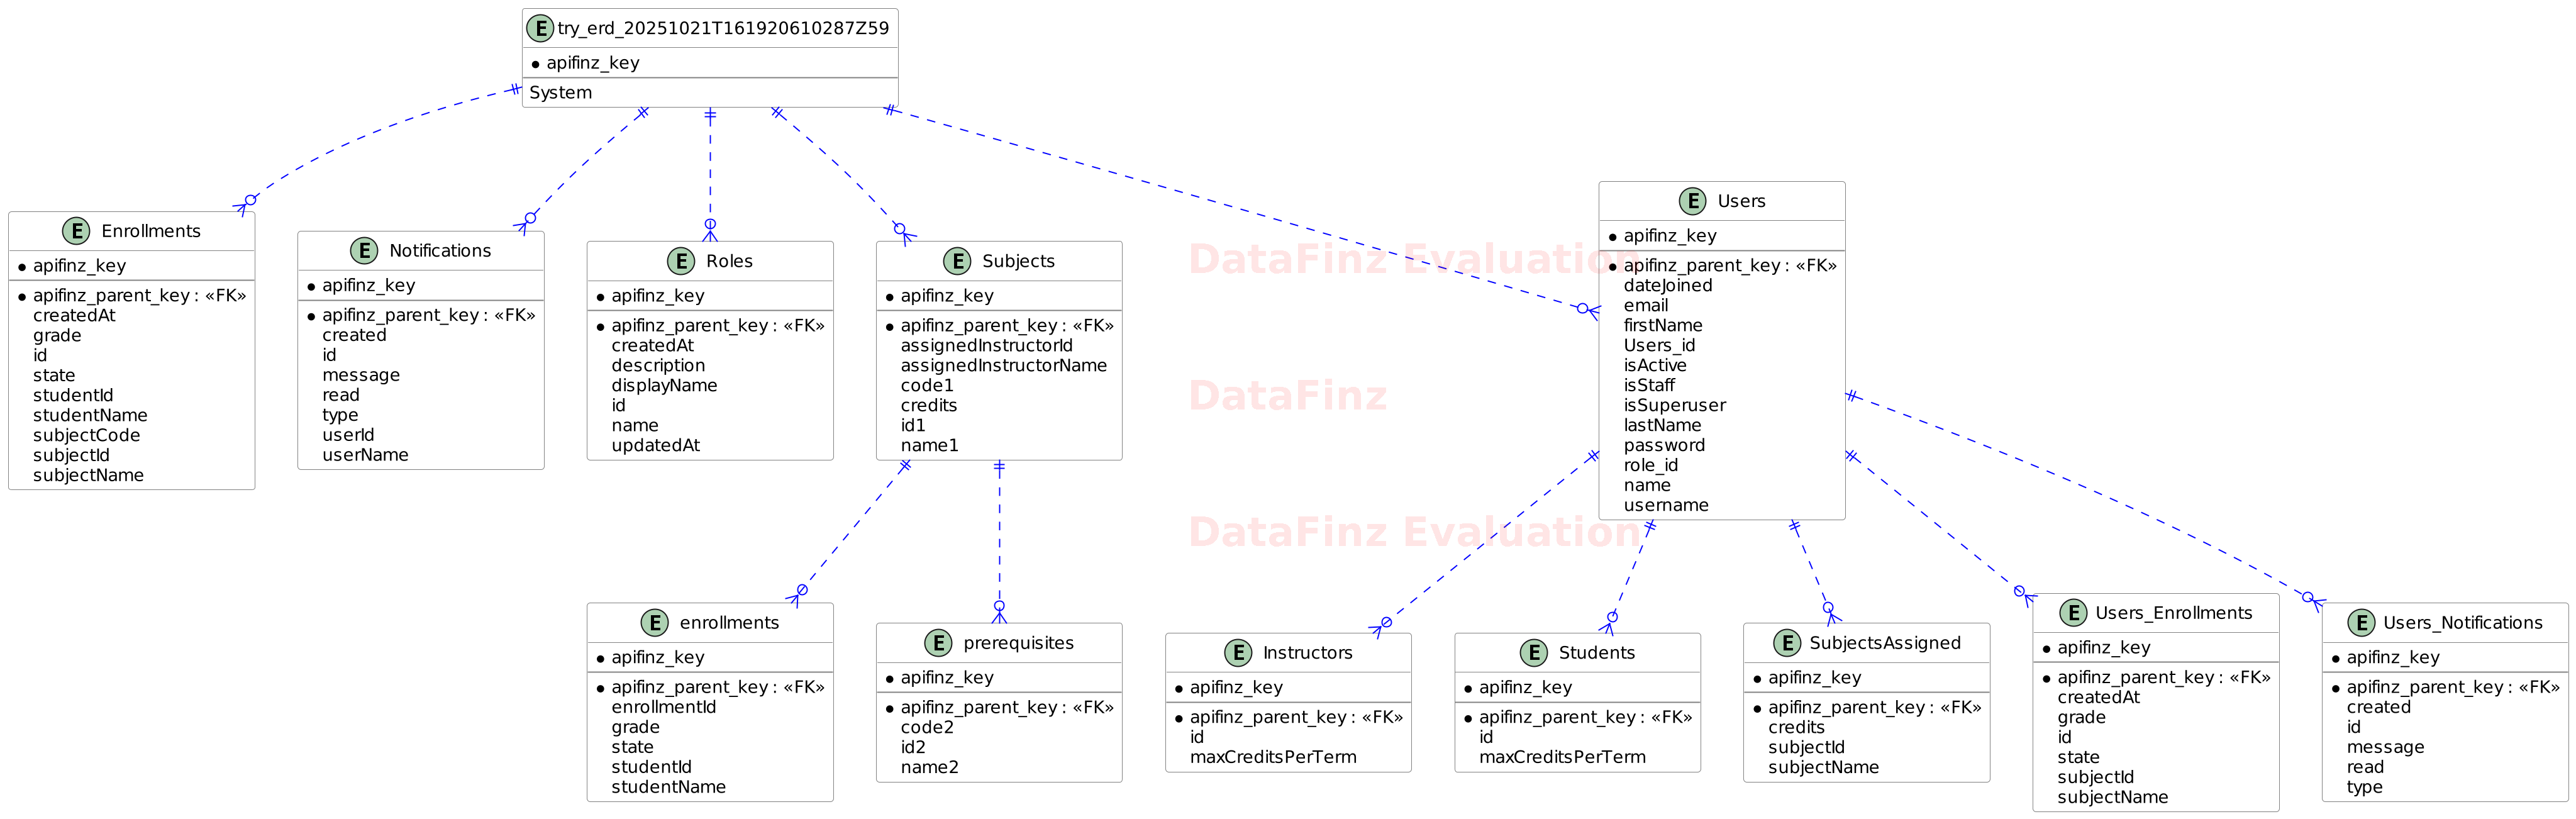 E try_erd_20251021T161920610287Z59
apifinz_key
System
E Enrollments
apifinz_key
apifinz_parent_key : «FK»
createdAt
grade
id
state
studentId
studentName
subjectCode
subjectId
subjectName
E Notifications
apifinz_key
apifinz_parent_key : «FK»
created
id
message
read
type
userId
userName
E Roles
apifinz_key
apifinz_parent_key : «FK»
createdAt
description
displayName
id
name
updatedAt
E Subjects
apifinz_key
apifinz_parent_key : «FK»
assignedInstructorId
assignedInstructorName
code1
credits
id1
name1
DataFinz Evaluation
DataFinz
DataFinz Evaluation
E Users
apifinz_key
apifinz_parent_key : «FK»
dateJoined
email
firstName
Users_id
isActive
isStaff
isSuperuser
lastName
password
role_id
name
username
E enrollments
apifinz_key
apifinz_parent_key : «FK»
enrollmentId
grade
state
studentId
studentName
E prerequisites
apifinz_key
apifinz_parent_key : «FK»
code2
id2
name2
E Instructors
apifinz_key
apifinz_parent_key : «FK»
id
maxCreditsPerTerm
E Students
apifinz_key
apifinz_parent_key : «FK»
id
maxCreditsPerTerm
E SubjectsAssigned
apifinz_key
apifinz_parent_key : «FK»
credits
subjectId
subjectName
E Users_Enrollments
apifinz_key
apifinz_parent_key : «FK»
createdAt
grade
id
state
subjectId
subjectName
E Users_Notifications
apifinz_key
apifinz_parent_key : «FK»
created
id
message
read
type